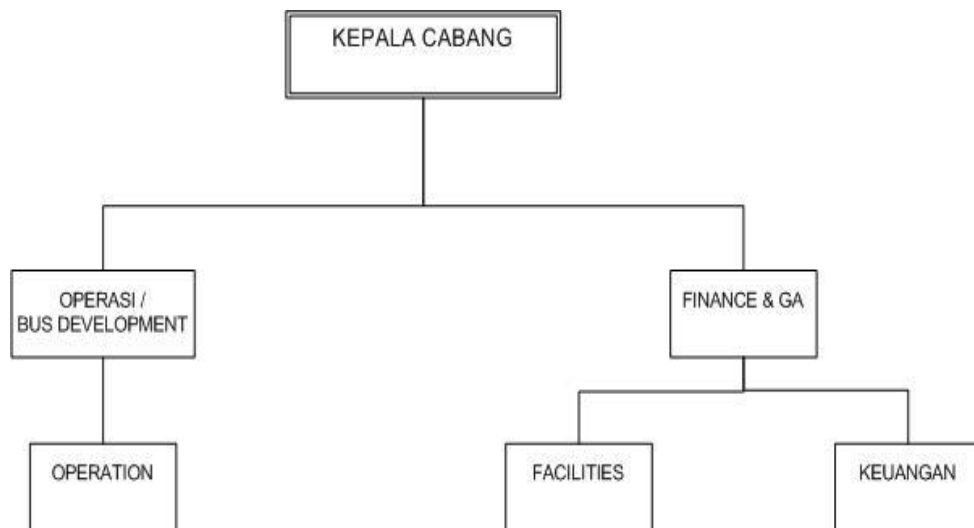 KEPALA CABANG
OPERASI /
BUS DEVELOPMENT
FINANCE & GA
OPERATION
FACILITIES
KEUANGAN